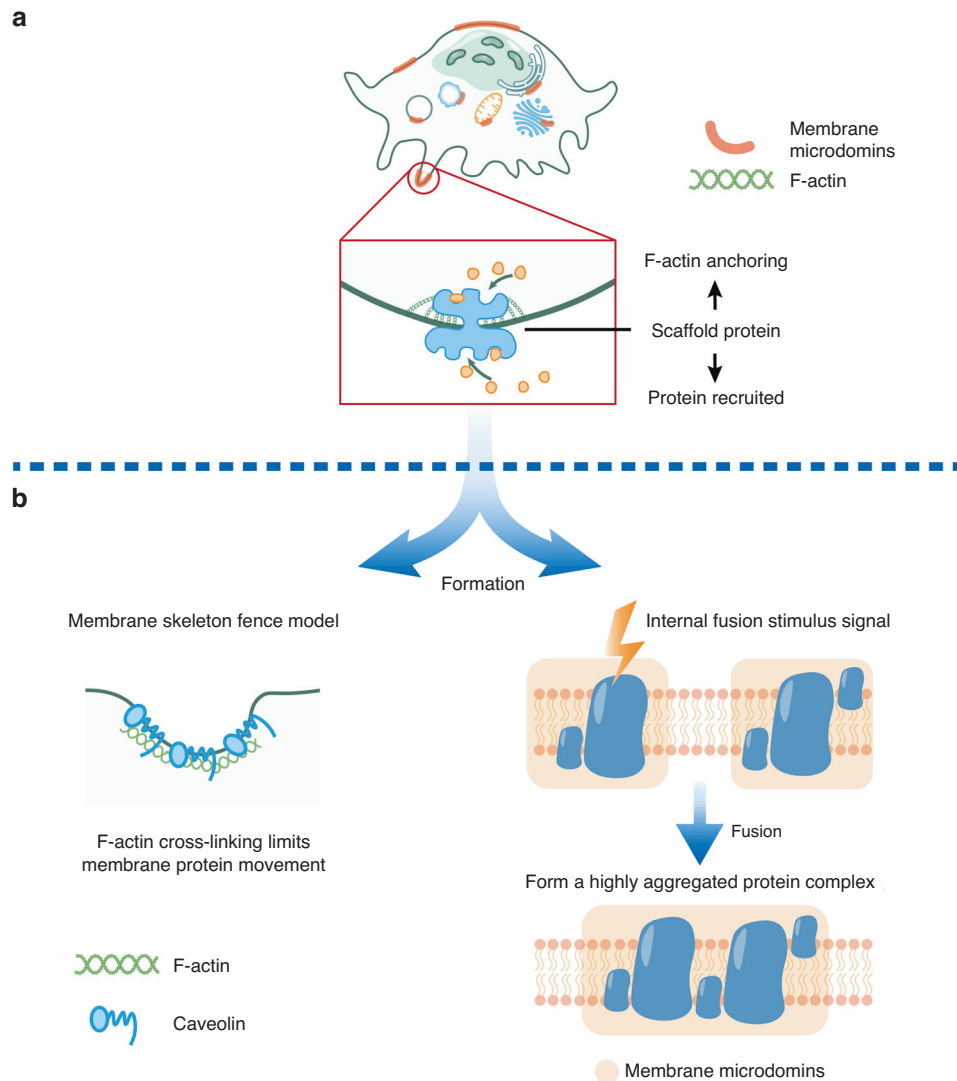 a
Membrane
microdomins
F-actin
F-actin anchoring
Scaffold protein
Protein recruited
b
Formation
Membrane skeleton fence model
Internal fusion stimulus signal
F-actin cross-linking limits
membrane protein movement
Fusion
Form a highly aggregated protein complex
F-actin
Caveolin
Membrane microdomins